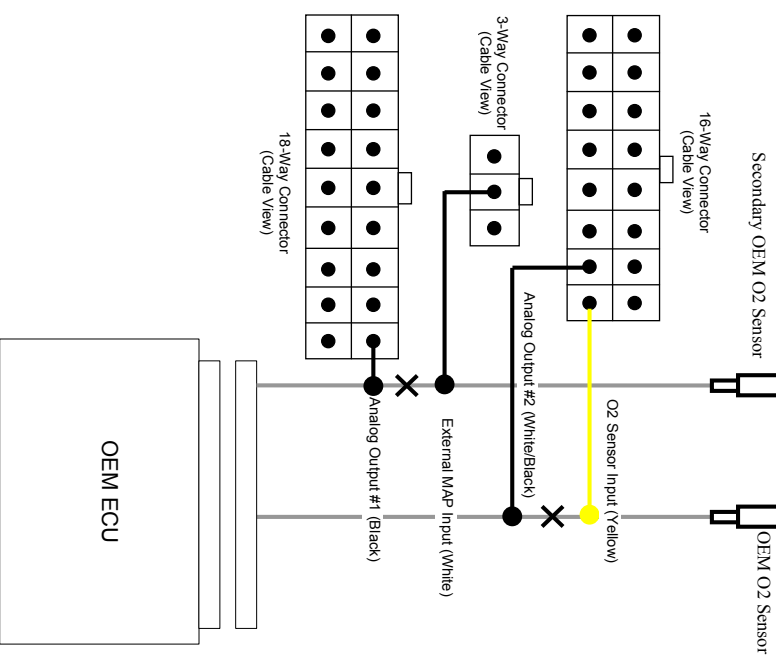 Secondary OEM O2 Sensor
OEM O2 Sensor
16-Way Connector
(Cable View)
O2 Sensor Input (Yellow)
Analog Output #2 (White/Black)
3-Way Connector
(Cable View)
External MAP Input (White)
Analog Output #1 (Black)
18-Way Connector
(Cable View)
OEM ECU